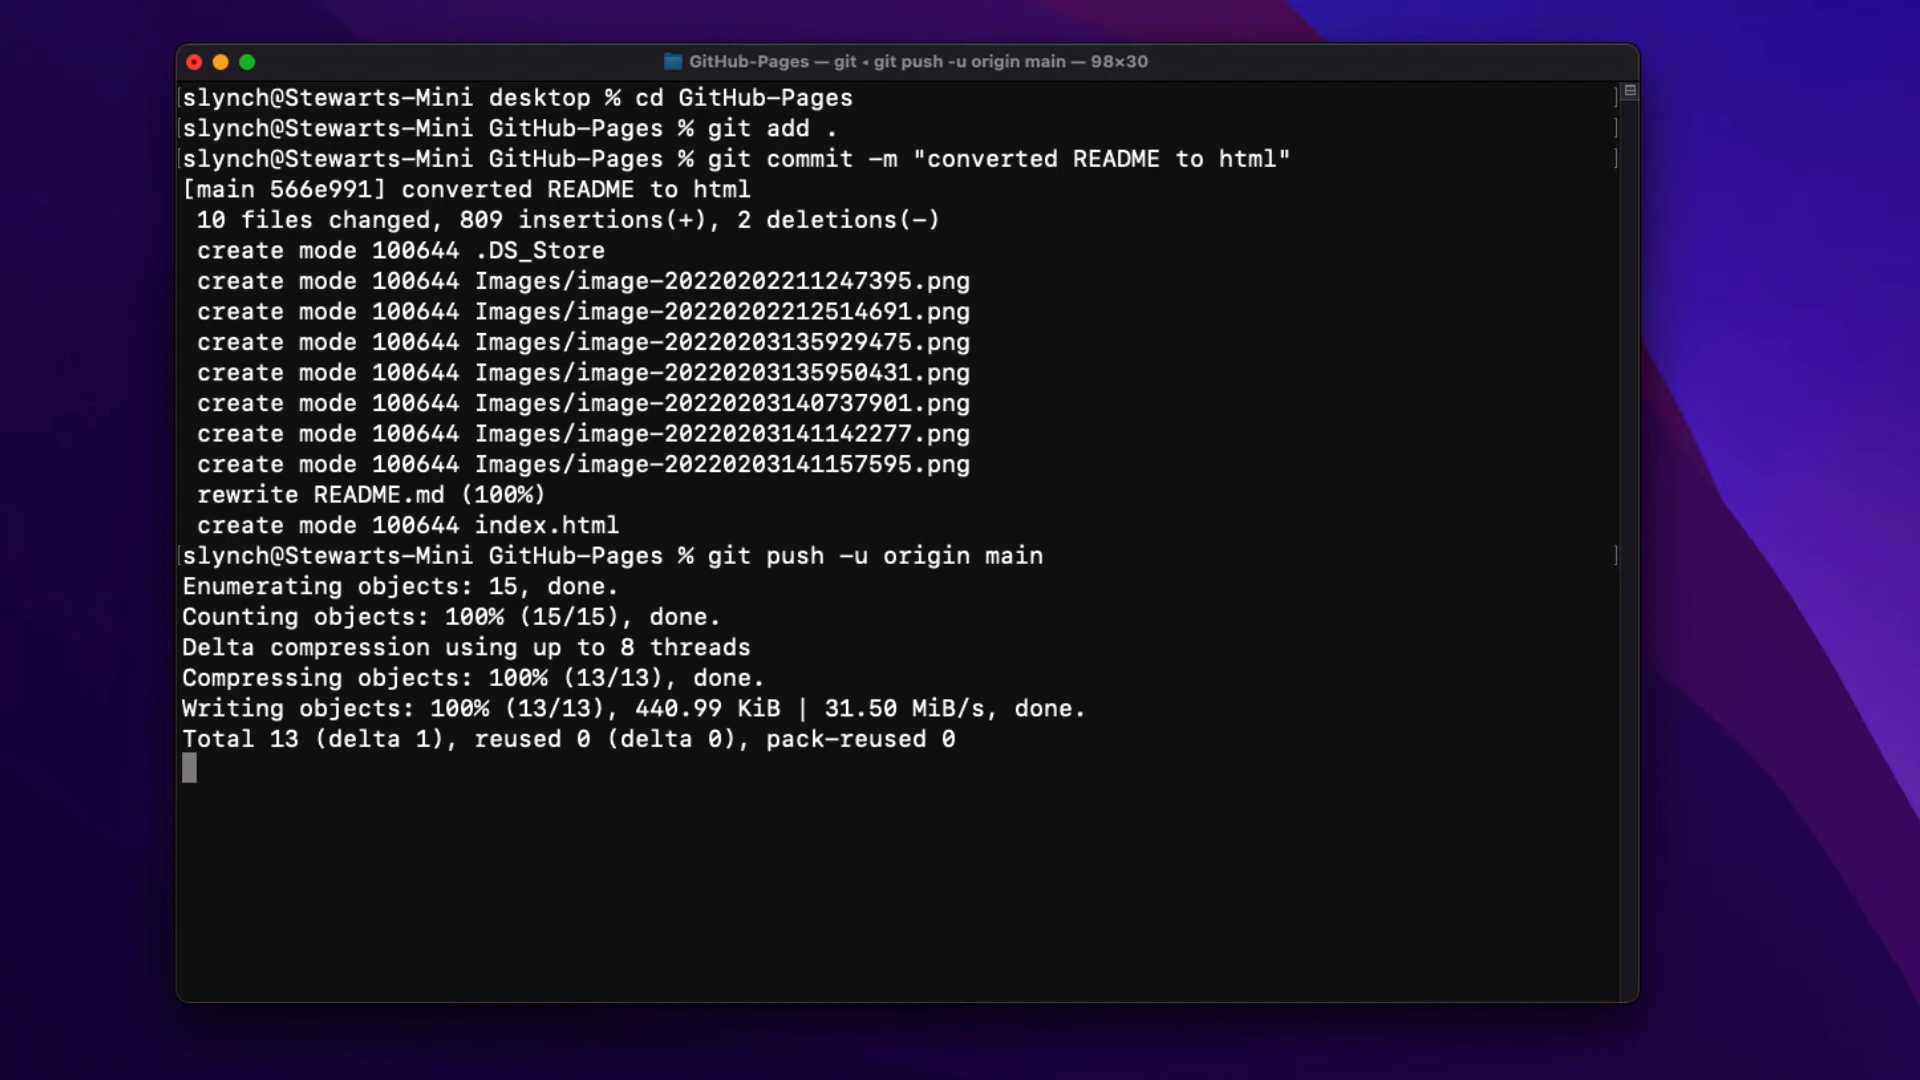 GitHub-Pages — git ◂ git push -u origin main — 98×30
[slynch@Stewarts-Mini desktop % cd GitHub-Pages ]
[slynch@Stewarts-Mini GitHub-Pages % git add . ]
[slynch@Stewarts-Mini GitHub-Pages % git commit -m "converted README to html" ]
[main 566e991] converted README to html
10 files changed, 809 insertions(+), 2 deletions(-)
create mode 100644 .DS_Store
create mode 100644 Images/image-20220202211247395.png
create mode 100644 Images/image-20220202212514691.png
create mode 100644 Images/image-20220203135929475.png
create mode 100644 Images/image-20220203135950431.png
create mode 100644 Images/image-20220203140737901.png
create mode 100644 Images/image-20220203141142277.png
create mode 100644 Images/image-20220203141157595.png
rewrite README.md (100%)
create mode 100644 index.html
[slynch@Stewarts-Mini GitHub-Pages % git push -u origin main ]
Enumerating objects: 15, done.
Counting objects: 100% (15/15), done.
Delta compression using up to 8 threads
Compressing objects: 100% (13/13), done.
Writing objects: 100% (13/13), 440.99 KiB | 31.50 MiB/s, done.
Total 13 (delta 1), reused 0 (delta 0), pack-reused 0